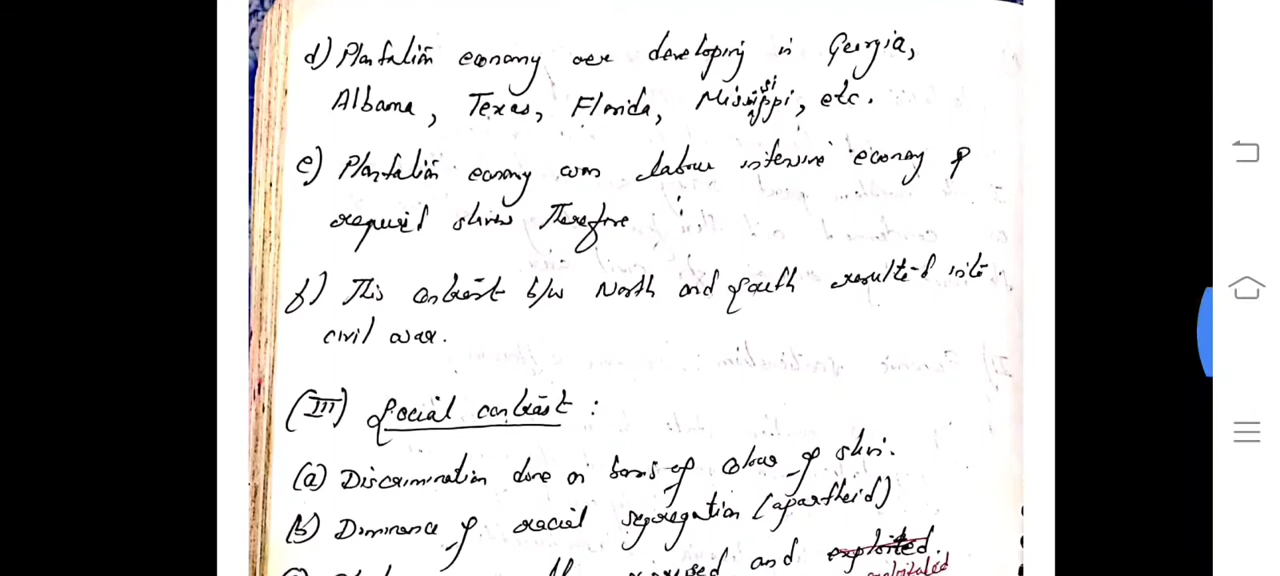 d) Plantation economy were developing in Georgia,
Albama, Texas, Florida, Mississippi, etc.
e) Plantation economy was labour intensive economy &
required slaves Therefore
f) This contrast b/w North and South resulted into
civil war.
(III) Social contrast :
(a) Discrimination done on basis of colour of skin.
(b) Dominance of racial segregation (apartheid)
and exploited.